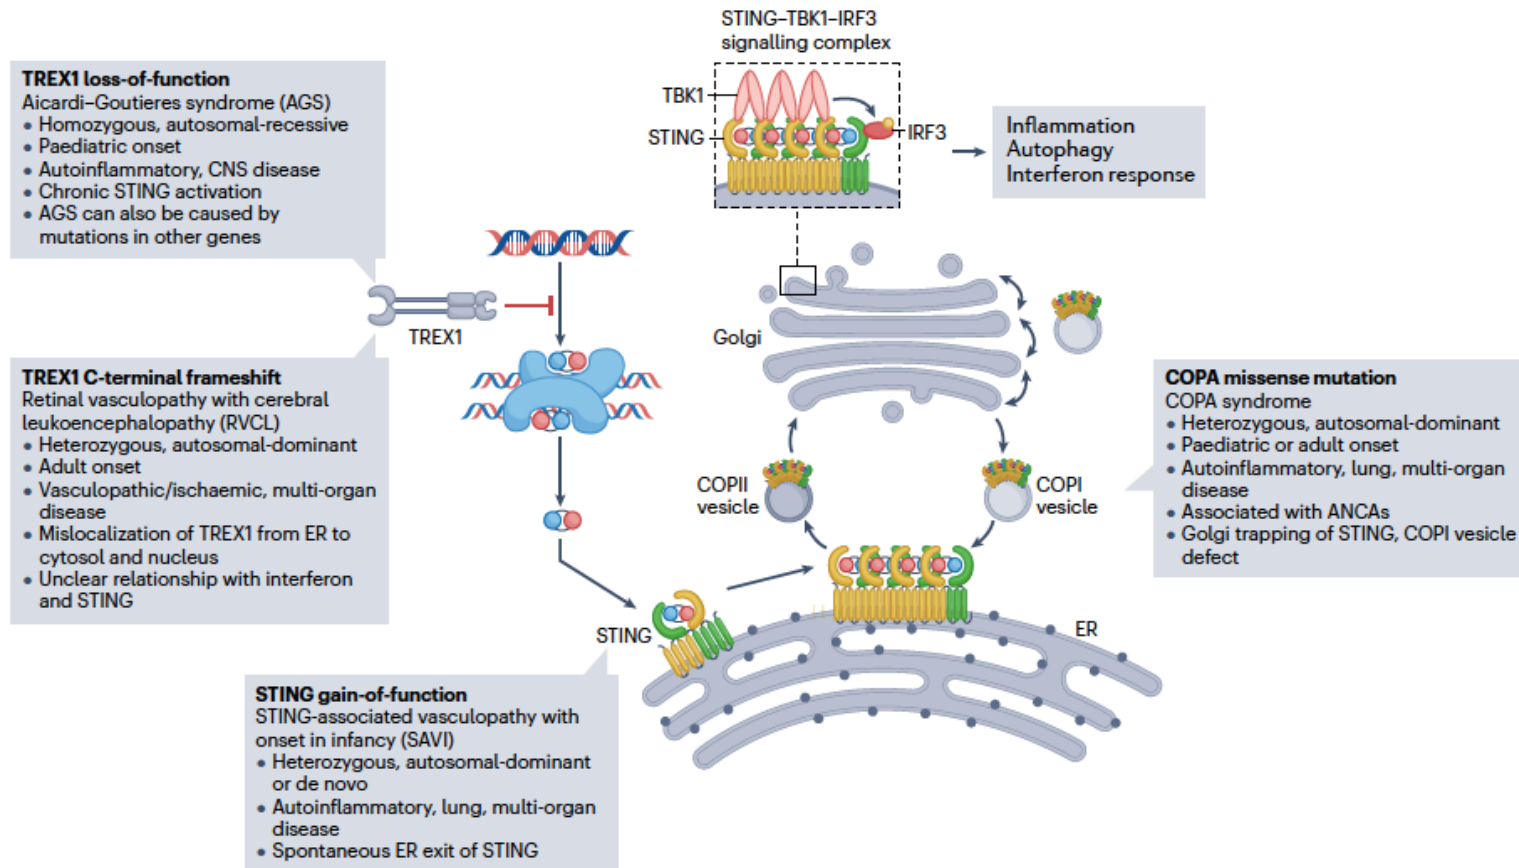 STING–TBK1–IRF3
signalling complex
TBK1
STING
IRF3
Inflammation
Autophagy
Interferon response
TREX1 loss-of-function
Aicardi–Goutieres syndrome (AGS)
• Homozygous, autosomal-recessive
• Paediatric onset
• Autoinflammatory, CNS disease
• Chronic STING activation
• AGS can also be caused by
mutations in other genes
TREX1
Golgi
TREX1 C-terminal frameshift
Retinal vasculopathy with cerebral
leukoencephalopathy (RVCL)
• Heterozygous, autosomal-dominant
• Adult onset
• Vasculopathic/ischaemic, multi-organ
disease
• Mislocalization of TREX1 from ER to
cytosol and nucleus
• Unclear relationship with interferon
and STING
COPII
vesicle
COPI
vesicle
COPA missense mutation
COPA syndrome
• Heterozygous, autosomal-dominant
• Paediatric or adult onset
• Autoinflammatory, lung, multi-organ
disease
• Associated with ANCAs
• Golgi trapping of STING, COPI vesicle
defect
STING
ER
STING gain-of-function
STING-associated vasculopathy with
onset in infancy (SAVI)
• Heterozygous, autosomal-dominant
or de novo
• Autoinflammatory, lung, multi-organ
disease
• Spontaneous ER exit of STING